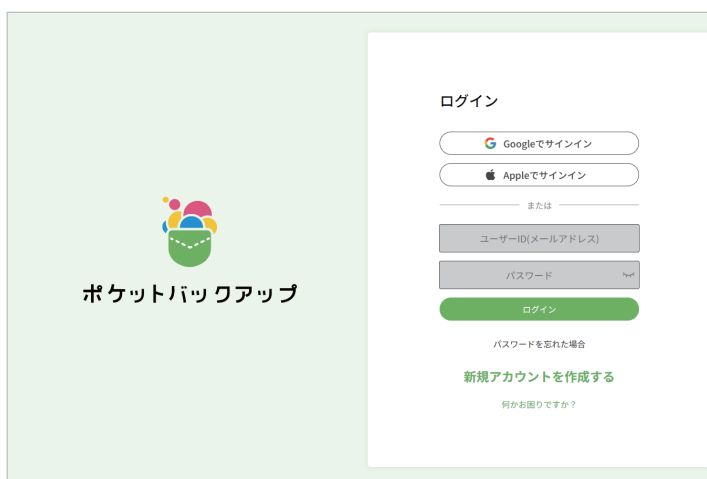 ポケットバックアップ
ログイン
Googleでサインイン
Appleでサインイン
または
ユーザーID(メールアドレス)
パスワード
ログイン
パスワードを忘れた場合
新規アカウントを作成する
何かお困りですか？